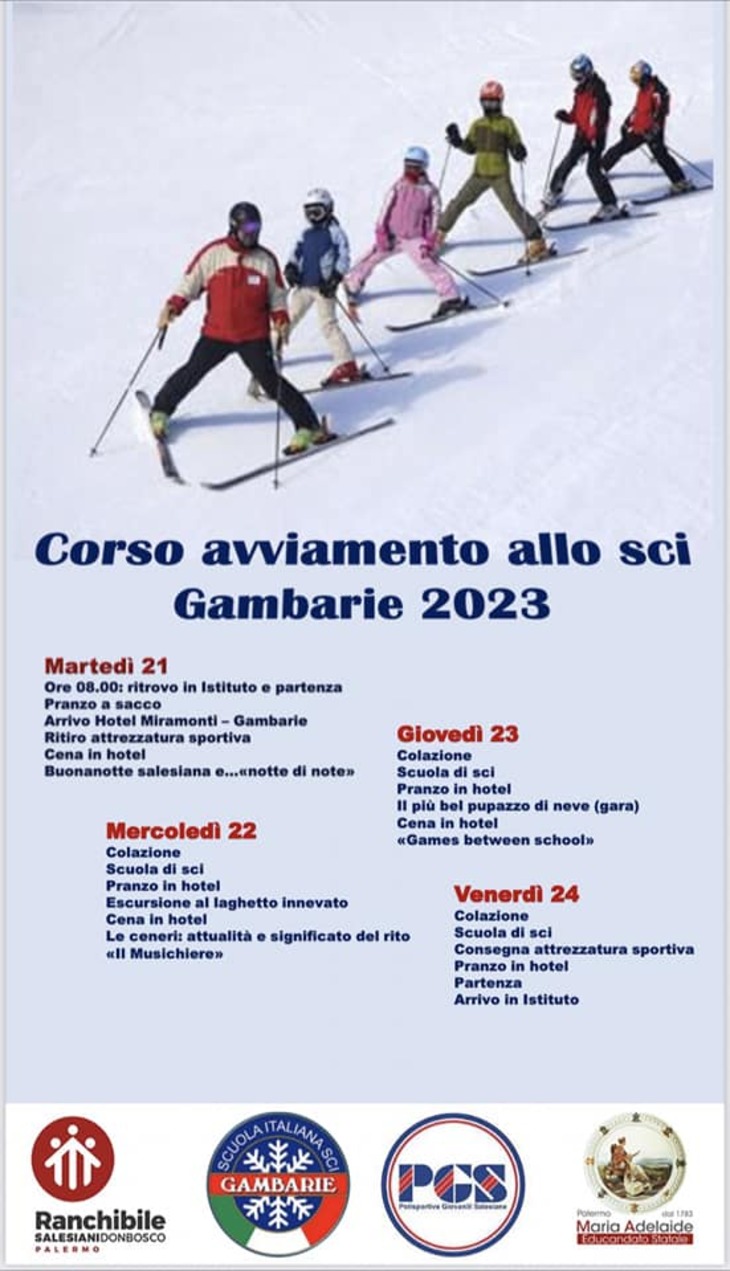 Corso avviamento allo sci
Gambarie 2023
Martedì 21
Ore 08.00: ritrovo in Istituto e partenza
Pranzo a sacco
Arrivo Hotel Miramonti – Gambarie
Ritiro attrezzatura sportiva
Cena in hotel
Buonanotte salesiana e...«notte di note»
Mercoledì 22
Colazione
Scuola di sci
Pranzo in hotel
Escursione al laghetto innevato
Cena in hotel
Le ceneri: attualità e significato del rito
«Il Musichiere»
Giovedì 23
Colazione
Scuola di sci
Pranzo in hotel
Il più bel pupazzo di neve (gara)
Cena in hotel
«Games between school»
Venerdì 24
Colazione
Scuola di sci
Consegna attrezzatura sportiva
Pranzo in hotel
Partenza
Arrivo in Istituto
Ranchibile
SALESIANIDONBOSCO
PALERMO
SCUOLA ITALIANA SCI
GAMBARIE
PGS
Polisportive Giovanili Salesiane
Palermo dal 1783
Maria Adelaide
Educandato Statale